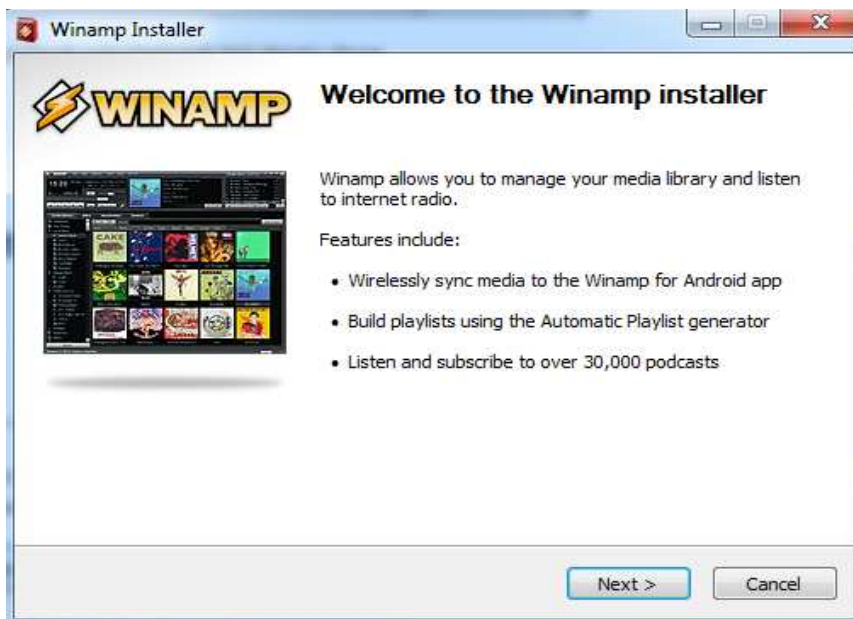 Winamp Installer
WINAMP
Welcome to the Winamp installer
Winamp allows you to manage your media library and listen
to internet radio.
Features include:
• Wirelessly sync media to the Winamp for Android app
• Build playlists using the Automatic Playlist generator
• Listen and subscribe to over 30,000 podcasts
CAKE
Next >
Cancel